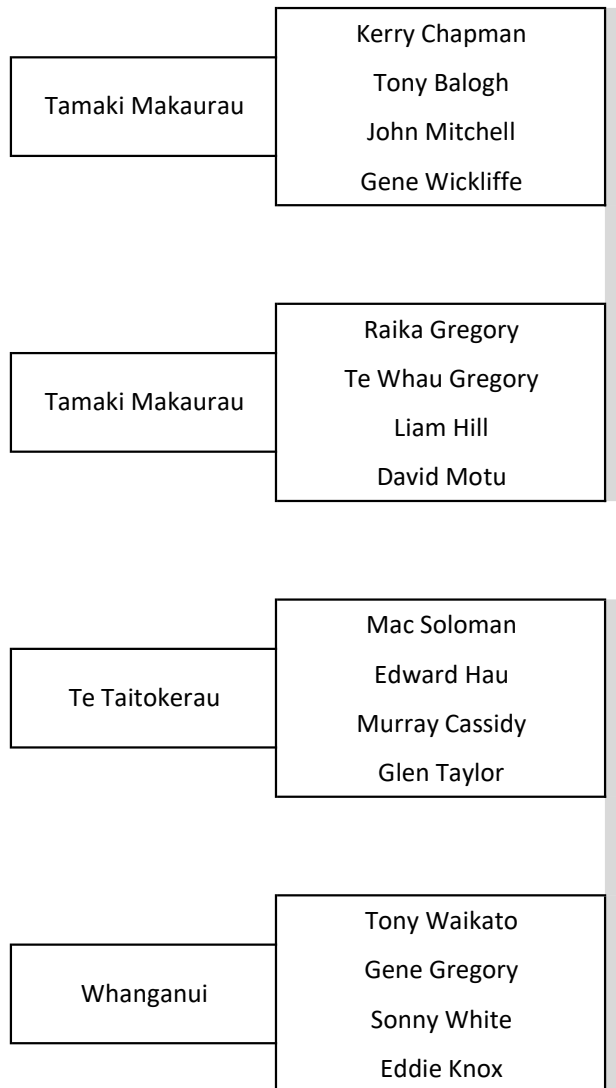 Kerry Chapman
Tony Balogh
Tamaki Makaurau
John Mitchell
Gene Wickliffe
Raika Gregory
Te Whau Gregory
Tamaki Makaurau
Liam Hill
David Motu
Mac Soloman
Edward Hau
Te Taitokerau
Murray Cassidy
Glen Taylor
Tony Waikato
Gene Gregory
Whanganui
Sonny White
Eddie Knox